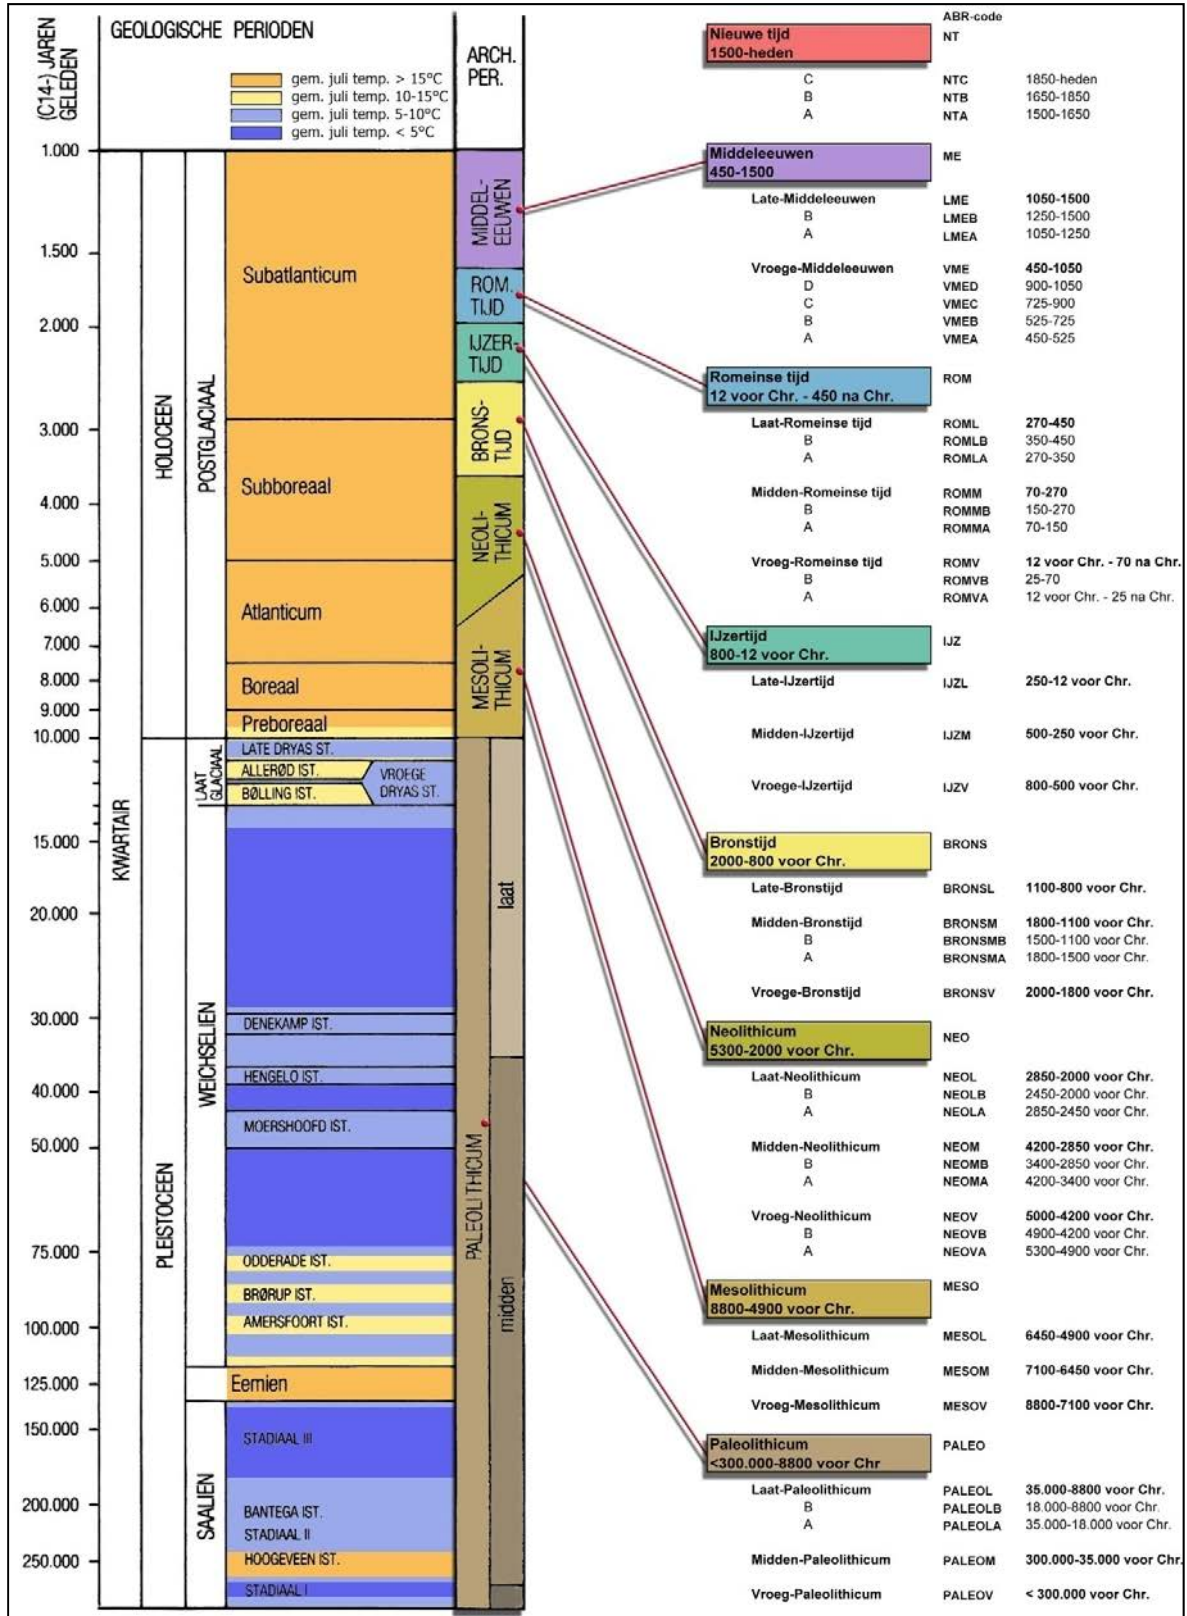 (C14-) JAREN
GELEDEN
GEOLOGISCHE PERIODEN
gem. juli temp. > 15°C
gem. juli temp. 10-15°C
gem. juli temp. 5-10°C
gem. juli temp. < 5°C
ARCH.
PER.
1.000
1.500
2.000
3.000
4.000
5.000
6.000
7.000
8.000
9.000
10.000
15.000
20.000
30.000
40.000
50.000
75.000
100.000
125.000
150.000
200.000
250.000
KWARTAIR
HOLOCEEN
PLEISTOCEEN
POSTGLACIAAL
LAAT
GLACIAAL
WEICHSELIEN
SAALIEN
Subatlanticum
Subboreaal
Atlanticum
Boreaal
Preboreaal
LATE DRYAS ST.
ALLERØD IST.
VROEGE
DRYAS ST.
BØLLING IST.
DENEKAMP IST.
HENGELO IST.
MOERSHOOFD IST.
ODDERADE IST.
BRØRUP IST.
AMERSFOORT IST.
Eemien
STADIAAL III
BANTEGA IST.
STADIAAL II
HOOGEVEEN IST.
STADIAAL I
MIDDEL-
EEUWEN
ROM.
TIJD
IJZER-
TIJD
BRONS-
TIJD
NEOLI-
THICUM
MESOLI-
THICUM
PALEOLITHICUM
laat
midden
ABR-code
Nieuwe tijd NT
1500-heden
C NTC 1850-heden
B NTB 1650-1850
A NTA 1500-1650
Middeleeuwen ME
450-1500
Late-Middeleeuwen LME 1050-1500
B LMEB 1250-1500
A LMEA 1050-1250
Vroege-Middeleeuwen VME 450-1050
D VMED 900-1050
C VMEC 725-900
B VMEB 525-725
A VMEA 450-525
Romeinse tijd ROM
12 voor Chr. - 450 na Chr.
Laat-Romeinse tijd ROML 270-450
B ROMLB 350-450
A ROMLA 270-350
Midden-Romeinse tijd ROMM 70-270
B ROMMB 150-270
A ROMMA 70-150
Vroeg-Romeinse tijd ROMV 12 voor Chr. - 70 na Chr.
B ROMVB 25-70
A ROMVA 12 voor Chr. - 25 na Chr.
IJzertijd IJZ
800-12 voor Chr.
Late-IJzertijd IJZL 250-12 voor Chr.
Midden-IJzertijd IJZM 500-250 voor Chr.
Vroege-IJzertijd IJZV 800-500 voor Chr.
Bronstijd BRONS
2000-800 voor Chr.
Late-Bronstijd BRONSL 1100-800 voor Chr.
Midden-Bronstijd BRONSM 1800-1100 voor Chr.
B BRONSMB 1500-1100 voor Chr.
A BRONSMA 1800-1500 voor Chr.
Vroege-Bronstijd BRONSV 2000-1800 voor Chr.
Neolithicum NEO
5300-2000 voor Chr.
Laat-Neolithicum NEOL 2850-2000 voor Chr.
B NEOLB 2450-2000 voor Chr.
A NEOLA 2850-2450 voor Chr.
Midden-Neolithicum NEOM 4200-2850 voor Chr.
B NEOMB 3400-2850 voor Chr.
A NEOMA 4200-3400 voor Chr.
Vroeg-Neolithicum NEOV 5000-4200 voor Chr.
B NEOVB 4900-4200 voor Chr.
A NEOVA 5300-4900 voor Chr.
Mesolithicum MESO
8800-4900 voor Chr.
Laat-Mesolithicum MESOL 6450-4900 voor Chr.
Midden-Mesolithicum MESOM 7100-6450 voor Chr.
Vroeg-Mesolithicum MESOV 8800-7100 voor Chr.
Paleolithicum PALEO
<300.000-8800 voor Chr
Laat-Paleolithicum PALEOL 35.000-8800 voor Chr.
B PALEOLB 18.000-8800 voor Chr.
A PALEOLA 35.000-18.000 voor Chr.
Midden-Paleolithicum PALEOM 300.000-35.000 voor Chr.
Vroeg-Paleolithicum PALEOV < 300.000 voor Chr.